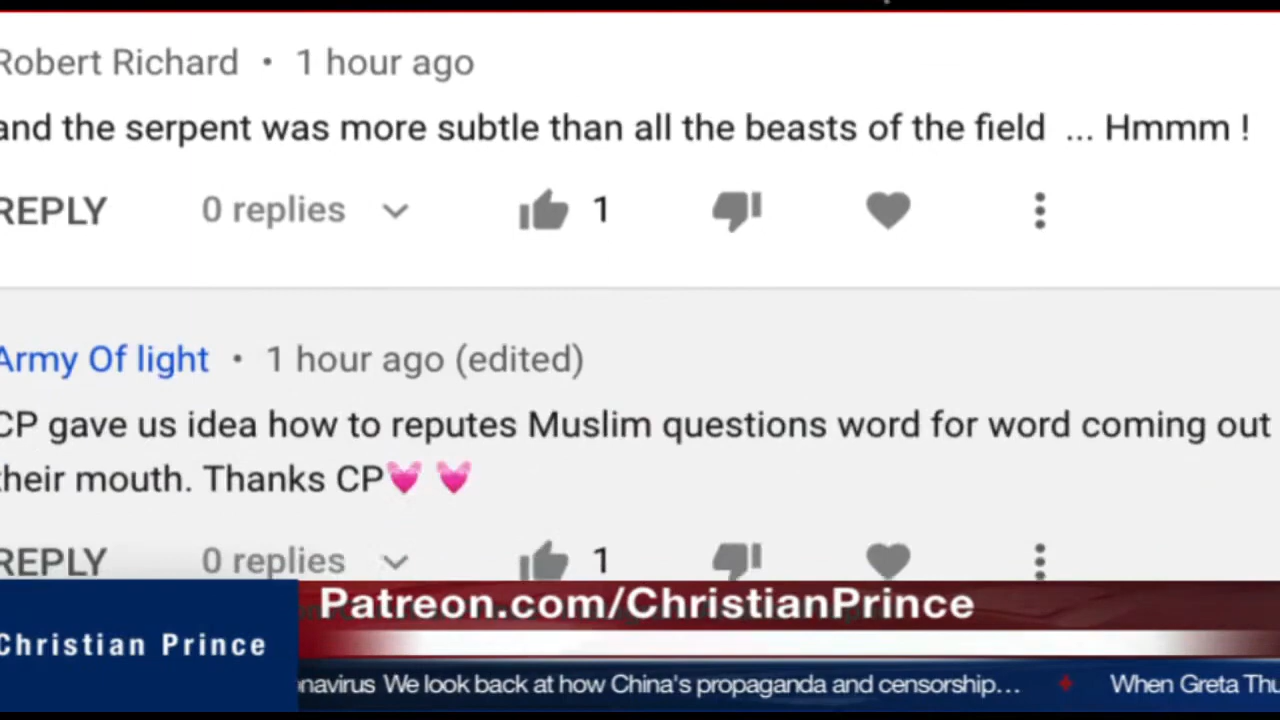 Robert Richard • 1 hour ago
and the serpent was more subtle than all the beasts of the field ... Hmmm !
REPLY 0 replies 1
Army Of light • 1 hour ago (edited)
CP gave us idea how to reputes Muslim questions word for word coming out
their mouth. Thanks CP💓 💓
REPLY 0 replies 1
Patreon.com/ChristianPrince
Christian Prince
onavirus We look back at how China's propaganda and censorship... ♦ When Greta Thu